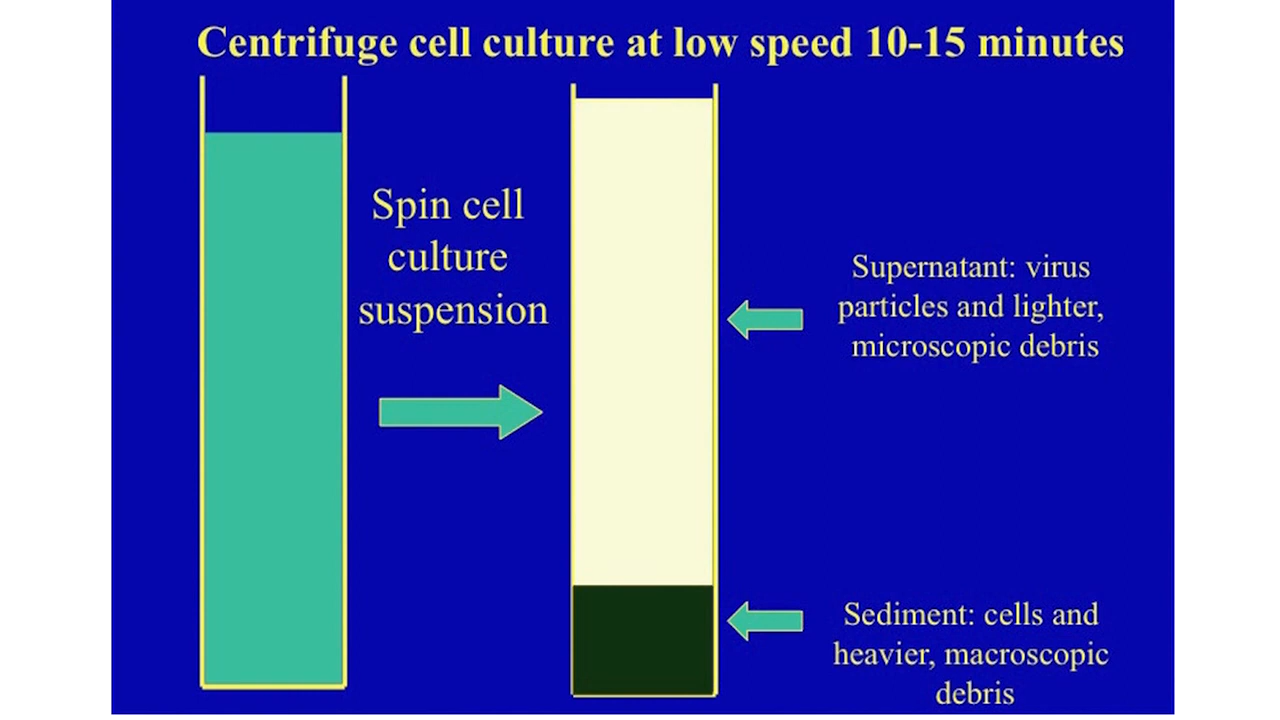 Centrifuge cell culture at low speed 10-15 minutes
Spin cell
culture
suspension
Supernatant: virus
particles and lighter,
microscopic debris
Sediment: cells and
heavier, macroscopic
debris